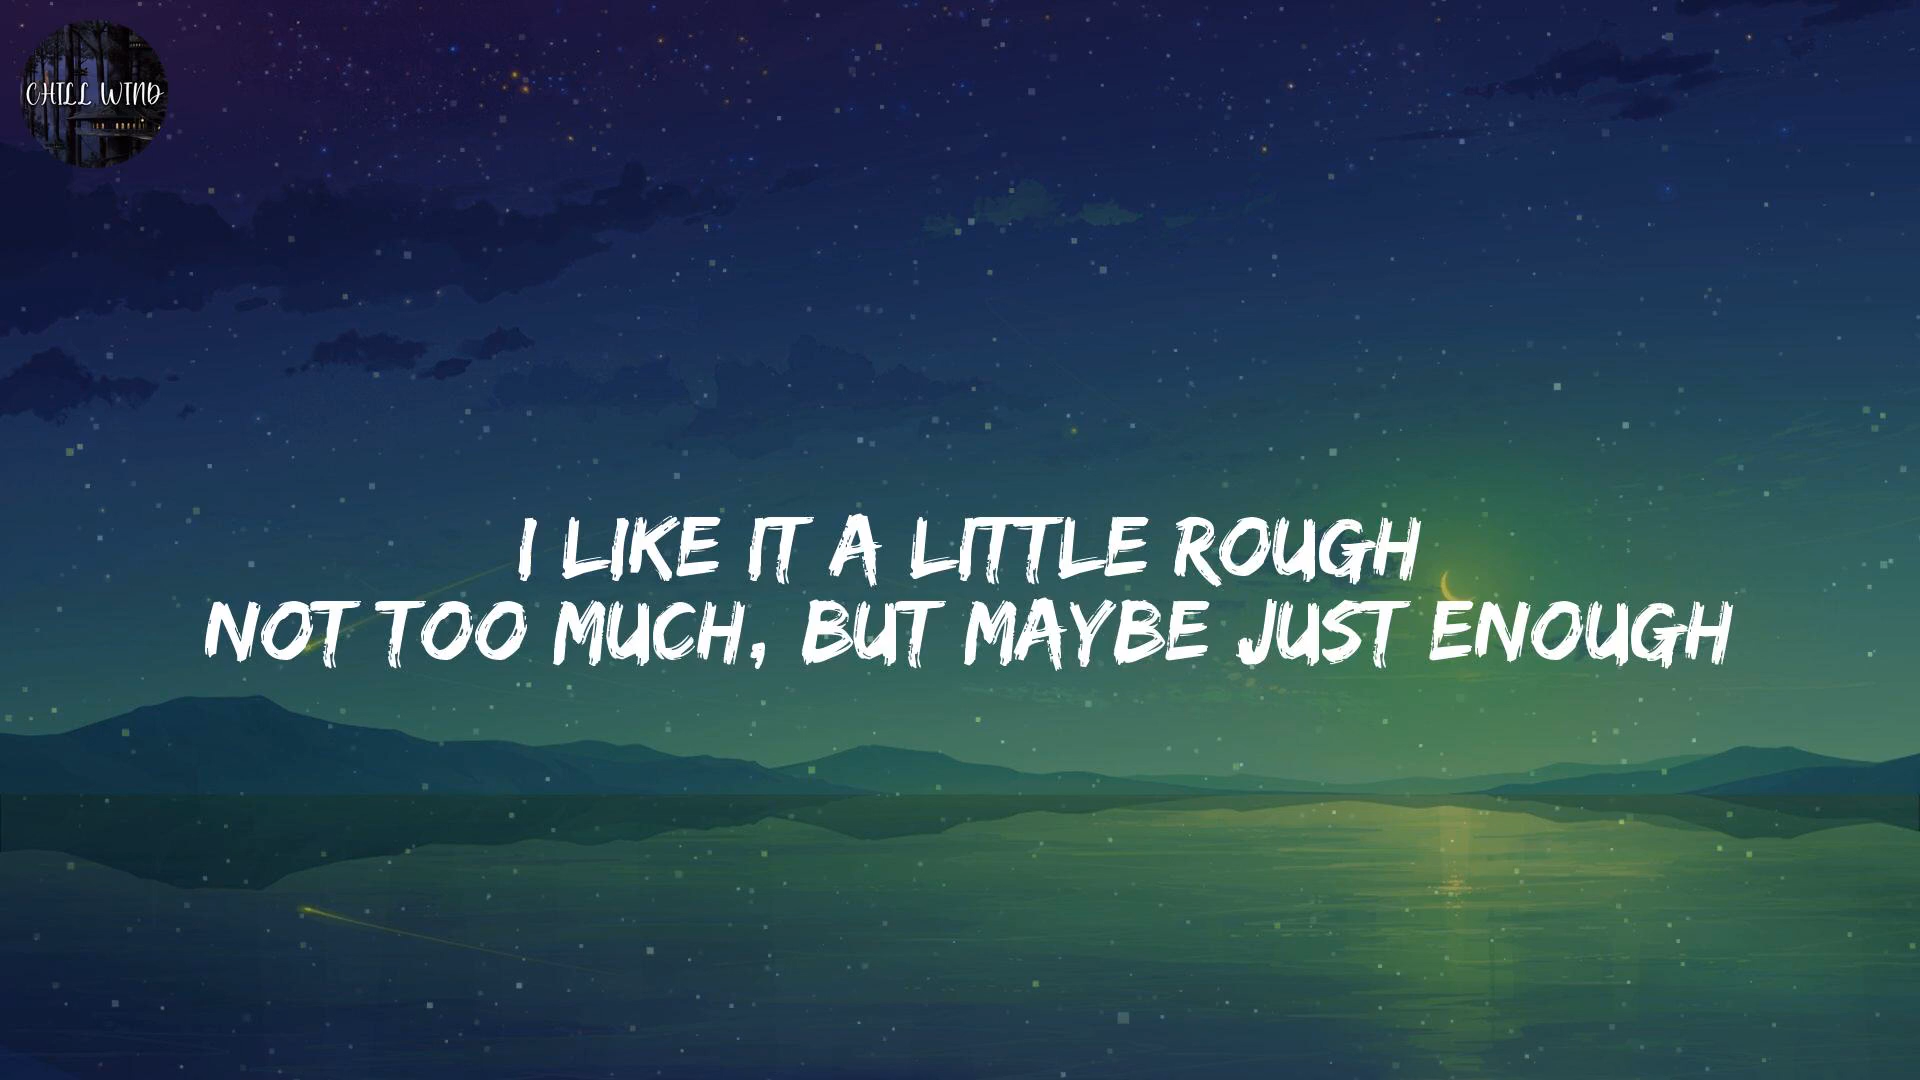 CHILL WIND
I LIKE IT A LITTLE ROUGH
NOT TOO MUCH, BUT MAYBE JUST ENOUGH